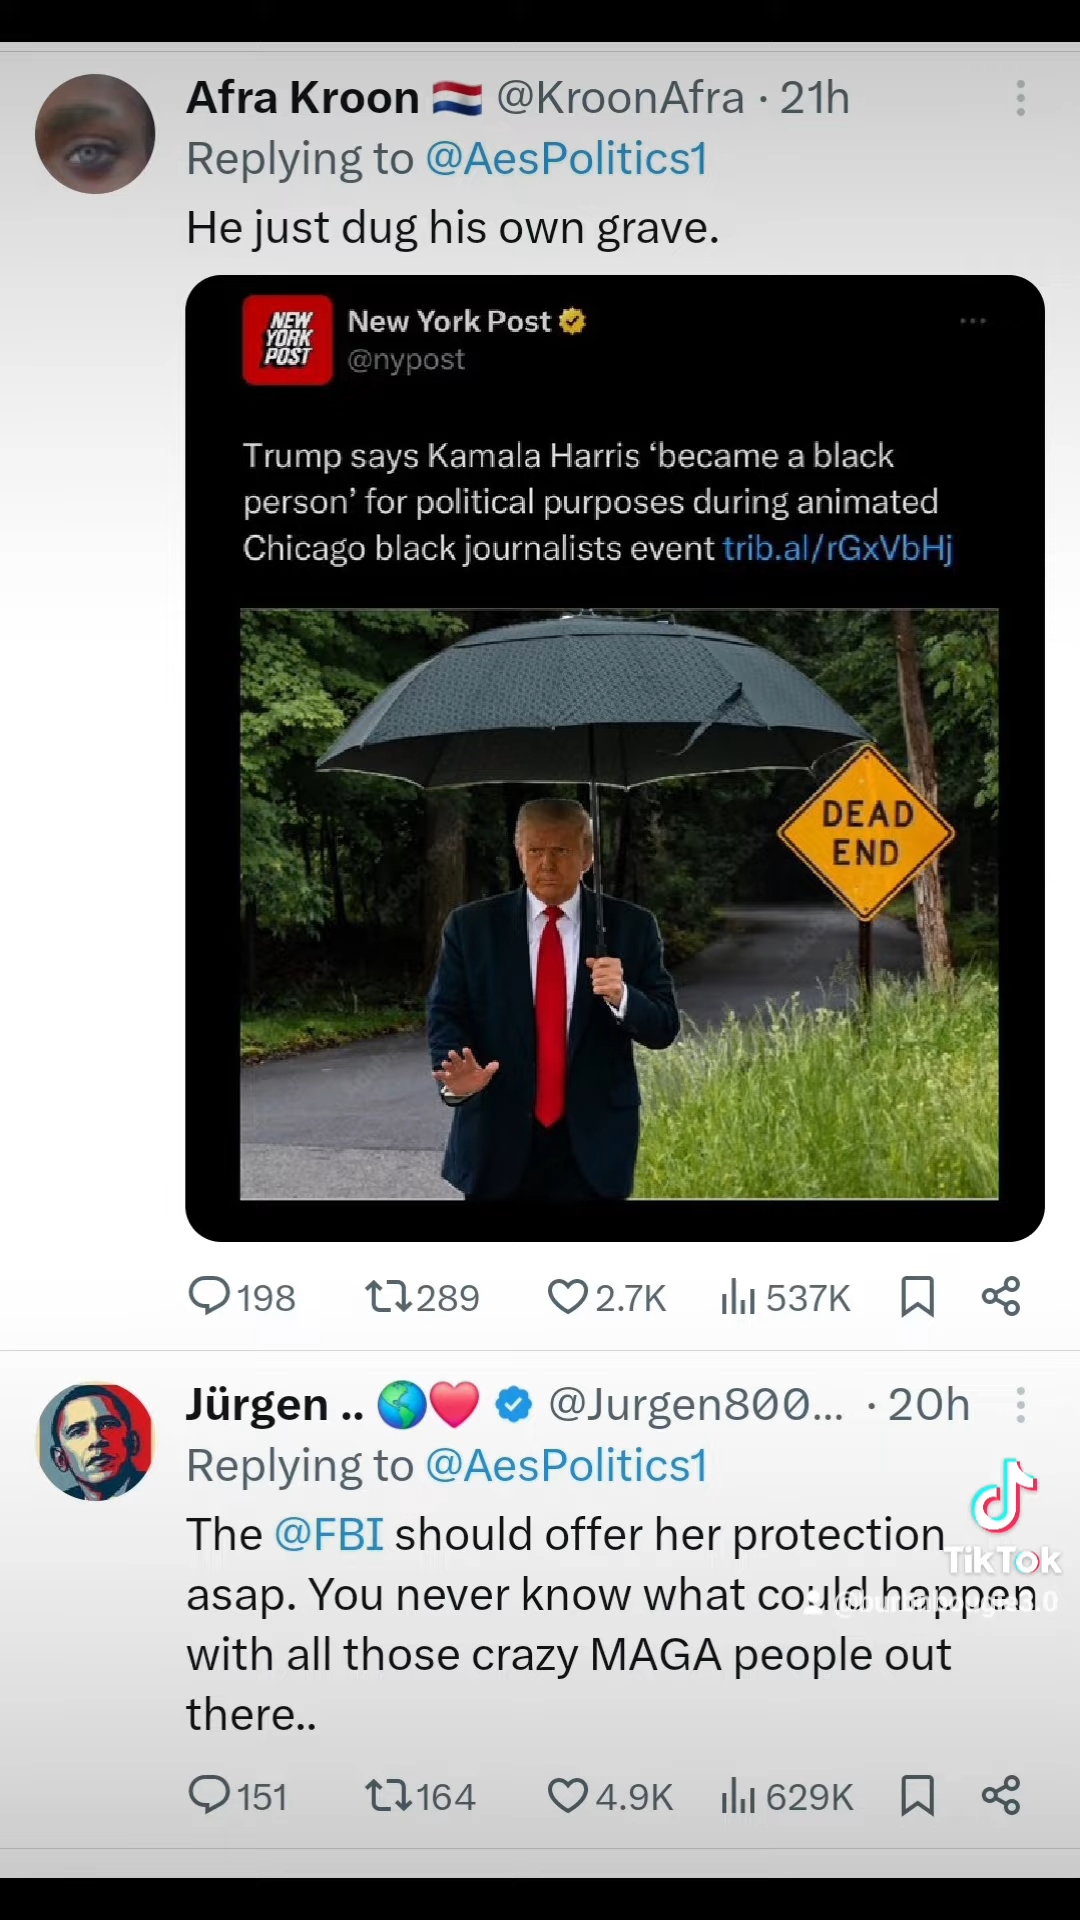 Afra Kroon 🇳🇱 @KroonAfra · 21h
Replying to @AesPolitics1
He just dug his own grave.
NEW
YORK
POST
New York Post
@nypost
Trump says Kamala Harris ‘became a black
person’ for political purposes during animated
Chicago black journalists event trib.al/rGxVbHj
DEAD
END
198 289 2.7K 537K
Jürgen .. 🌎❤️ @Jurgen800... · 20h
Replying to @AesPolitics1
The @FBI should offer her protection
asap. You never know what could happen
with all those crazy MAGA people out
there..
TikTok
151 164 4.9K 629K